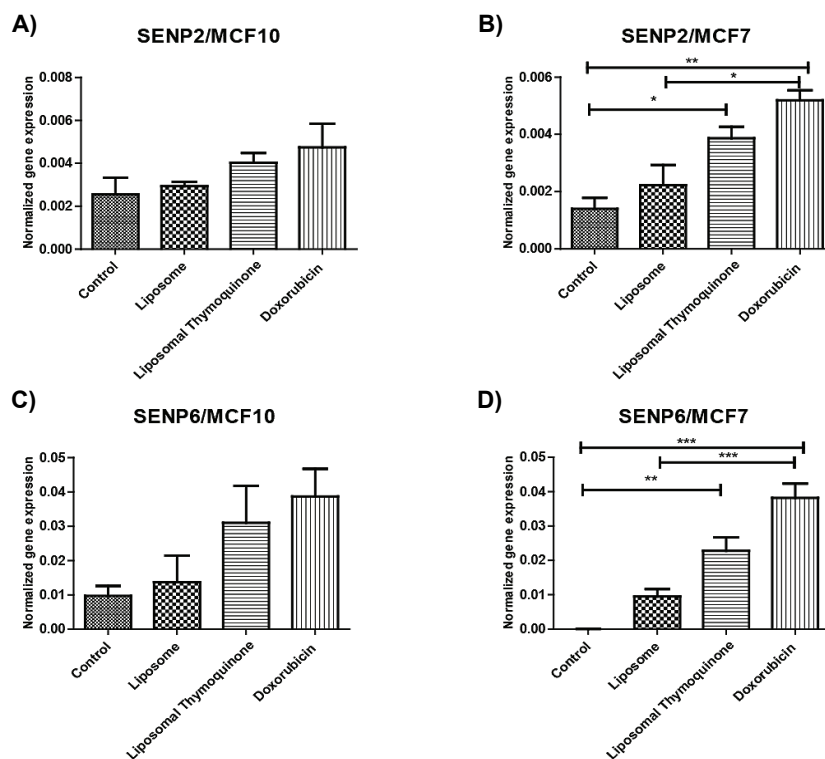 A)
SENP2/MCF10
Normalized gene expression
0.008
0.006
0.004
0.002
0.000
Control
Liposome
Liposomal Thymoquinone
Doxorubicin
B)
SENP2/MCF7
Normalized gene expression
0.006
0.004
0.002
0.000
**
*
*
Control
Liposome
Liposomal Thymoquinone
Doxorubicin
C)
SENP6/MCF10
Normalized gene expression
0.05
0.04
0.03
0.02
0.01
0.00
Control
Liposome
Liposomal Thymoquinone
Doxorubicin
D)
SENP6/MCF7
Normalized gene expression
0.05
0.04
0.03
0.02
0.01
0.00
***
***
**
Control
Liposome
Liposomal Thymoquinone
Doxorubicin